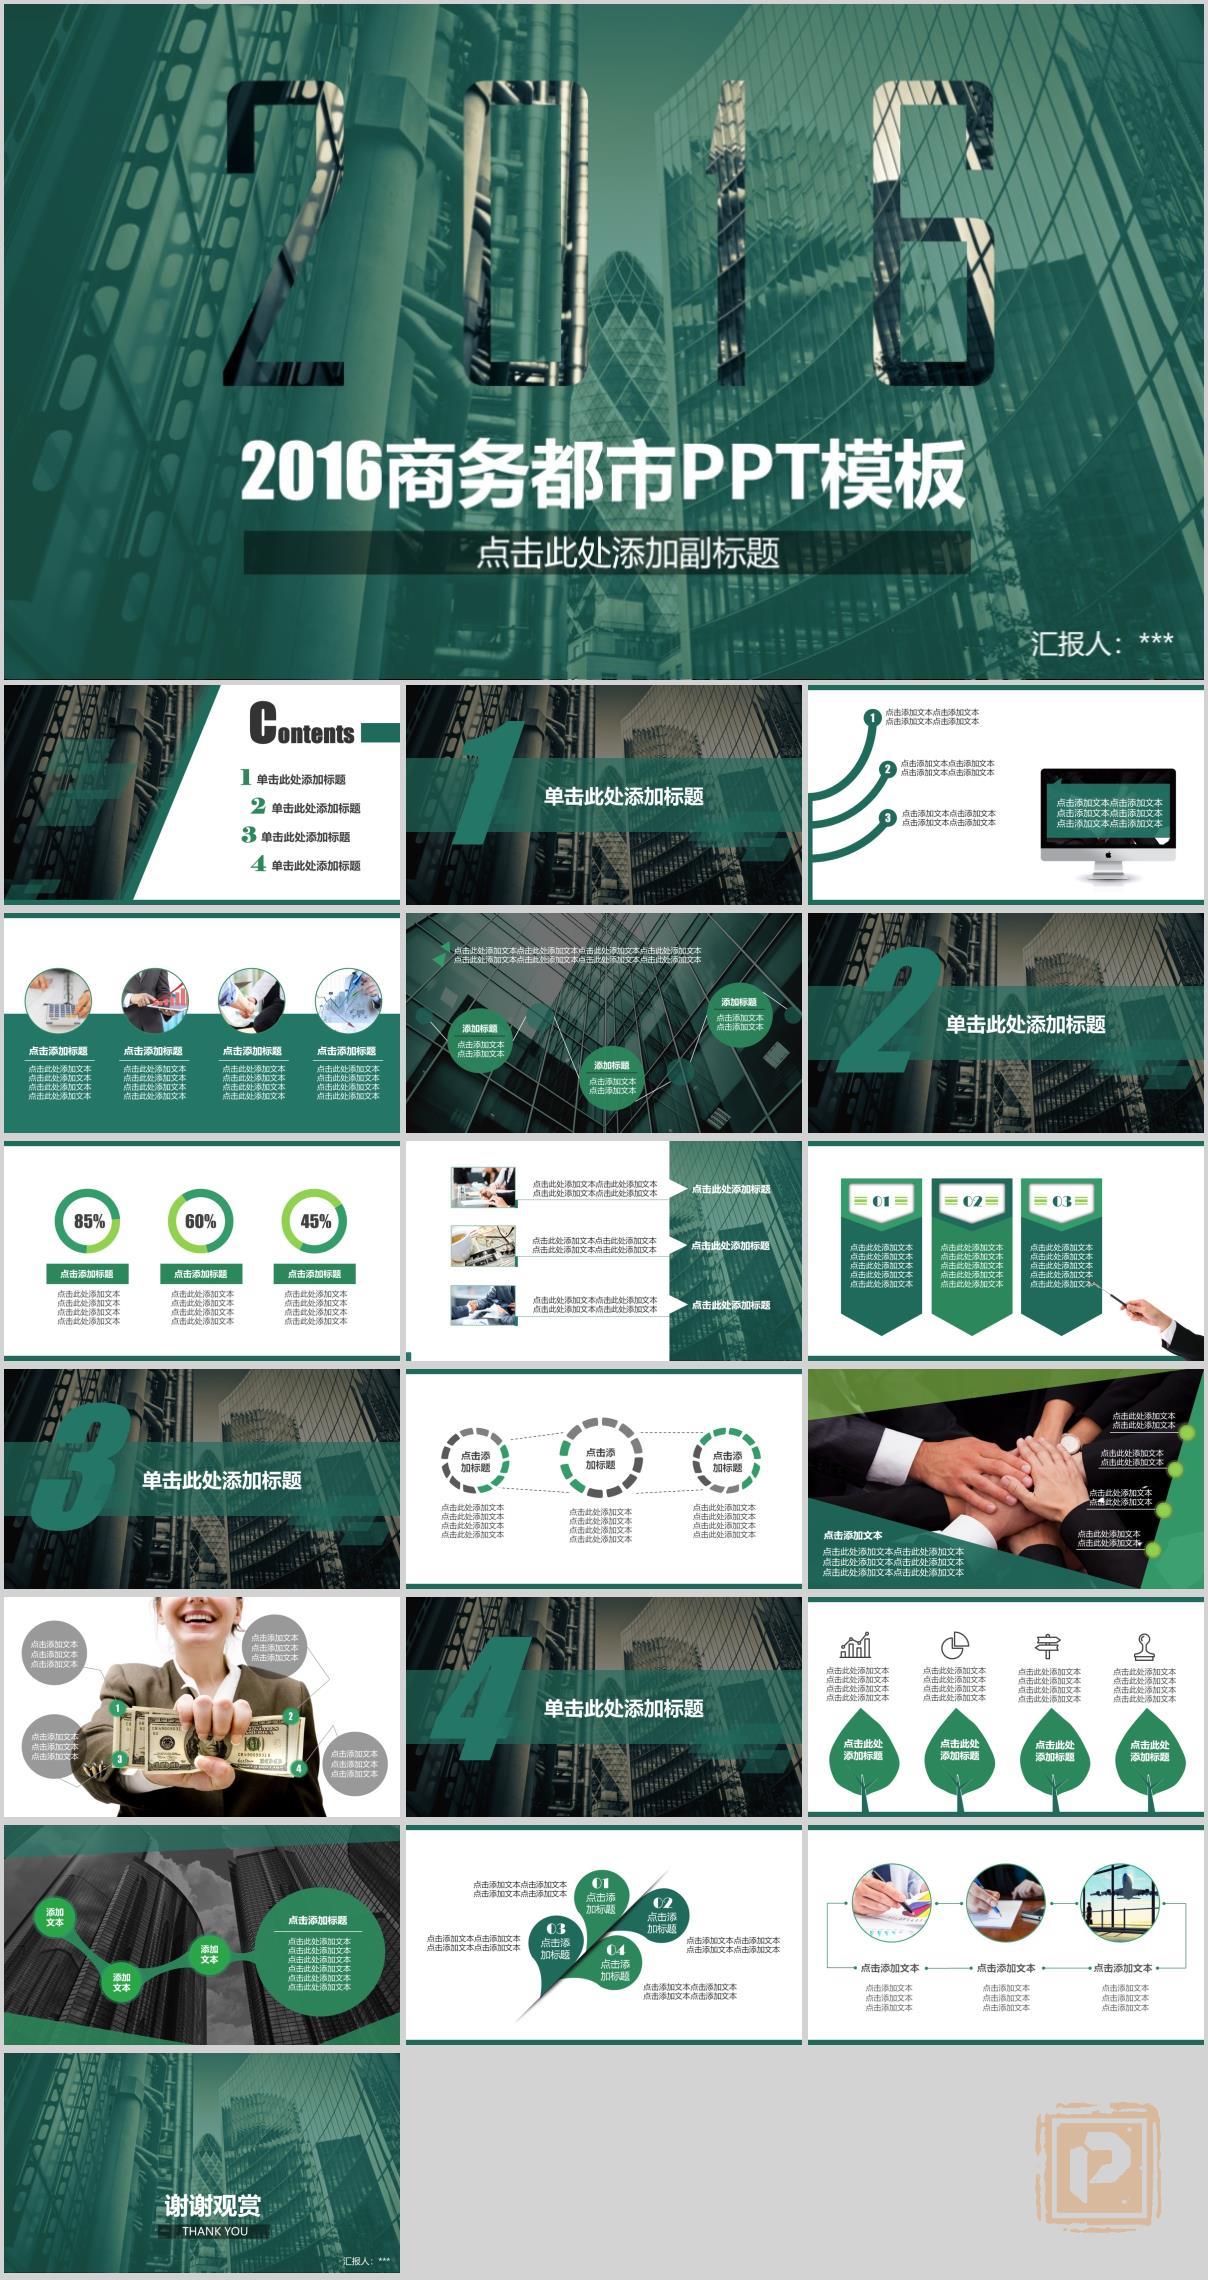 2016
2016商务都市PPT模板
点击此处添加副标题
汇报人：***
Contents
1 单击此处添加标题
2 单击此处添加标题
3 单击此处添加标题
4 单击此处添加标题
1
单击此处添加标题
1
点击添加文本点击添加文本
点击添加文本点击添加文本
2
点击添加文本点击添加文本
点击添加文本点击添加文本
3
点击添加文本点击添加文本
点击添加文本点击添加文本
点击添加文本点击添加文本
点击添加文本点击添加文本
点击添加文本点击添加文本
点击添加标题
点击此处添加文本
点击此处添加文本
点击此处添加文本
点击此处添加文本
点击添加标题
点击此处添加文本
点击此处添加文本
点击此处添加文本
点击此处添加文本
点击添加标题
点击此处添加文本
点击此处添加文本
点击此处添加文本
点击此处添加文本
点击添加标题
点击此处添加文本
点击此处添加文本
点击此处添加文本
点击此处添加文本
点击此处添加文本点击此处添加文本点击此处添加文本点击此处添加文本
点击此处添加文本点击此处添加文本点击此处添加文本点击此处添加文本
添加标题
点击添加文本
点击添加文本
添加标题
点击添加文本
点击添加文本
添加标题
点击添加文本
点击添加文本
2
单击此处添加标题
85%
点击添加标题
点击此处添加文本
点击此处添加文本
点击此处添加文本
点击此处添加文本
60%
点击添加标题
点击此处添加文本
点击此处添加文本
点击此处添加文本
点击此处添加文本
45%
点击添加标题
点击此处添加文本
点击此处添加文本
点击此处添加文本
点击此处添加文本
点击此处添加文本点击此处添加文本
点击此处添加文本点击此处添加文本
点击此处添加标题
点击此处添加文本点击此处添加文本
点击此处添加文本点击此处添加文本
点击此处添加标题
点击此处添加文本点击此处添加文本
点击此处添加文本点击此处添加文本
点击此处添加标题
01
点击此处添加文本
点击此处添加文本
点击此处添加文本
点击此处添加文本
点击此处添加文本
02
点击此处添加文本
点击此处添加文本
点击此处添加文本
点击此处添加文本
点击此处添加文本
03
点击此处添加文本
点击此处添加文本
点击此处添加文本
点击此处添加文本
点击此处添加文本
3
单击此处添加标题
点击添
加标题
点击此处添加文本
点击此处添加文本
点击此处添加文本
点击此处添加文本
点击添
加标题
点击此处添加文本
点击此处添加文本
点击此处添加文本
点击此处添加文本
点击添
加标题
点击此处添加文本
点击此处添加文本
点击此处添加文本
点击此处添加文本
点击此处添加文本
点击此处添加文本
点击此处添加文本
点击此处添加文本
点击此处添加文本
点击此处添加文本
点击此处添加文本
点击此处添加文本
点击添加文本
点击此处添加文本点击此处添加文本
点击此处添加文本点击此处添加文本
点击此处添加文本点击此处添加文本
点击添加文本
点击添加文本
点击添加文本
点击添加文本
点击添加文本
点击添加文本
1
2
点击添加文本
点击添加文本
点击添加文本
3
4
点击添加文本
点击添加文本
点击添加文本
4
单击此处添加标题
点击此处添加文本
点击此处添加文本
点击此处添加文本
点击此处添加文本
点击此处
添加标题
点击此处添加文本
点击此处添加文本
点击此处添加文本
点击此处添加文本
点击此处
添加标题
点击此处添加文本
点击此处添加文本
点击此处添加文本
点击此处添加文本
点击此处
添加标题
点击此处添加文本
点击此处添加文本
点击此处添加文本
点击此处添加文本
点击此处
添加标题
添加
文本
添加
文本
添加
文本
点击添加标题
点击此处添加文本
点击此处添加文本
点击此处添加文本
点击此处添加文本
点击此处添加文本
点击此处添加文本
点击添加文本点击添加文本
点击添加文本点击添加文本
01
点击添
加标题
02
点击添
加标题
点击添加文本点击添加文本
点击添加文本点击添加文本
03
点击添
加标题
点击添加文本点击添加文本
点击添加文本点击添加文本
04
点击添
加标题
点击添加文本点击添加文本
点击添加文本点击添加文本
点击添加文本
点击添加文本
点击添加文本
点击添加文本
点击添加文本
点击添加文本
点击添加文本
点击添加文本
点击添加文本
点击添加文本
点击添加文本
点击添加文本
谢谢观赏
THANK YOU
汇报人：***